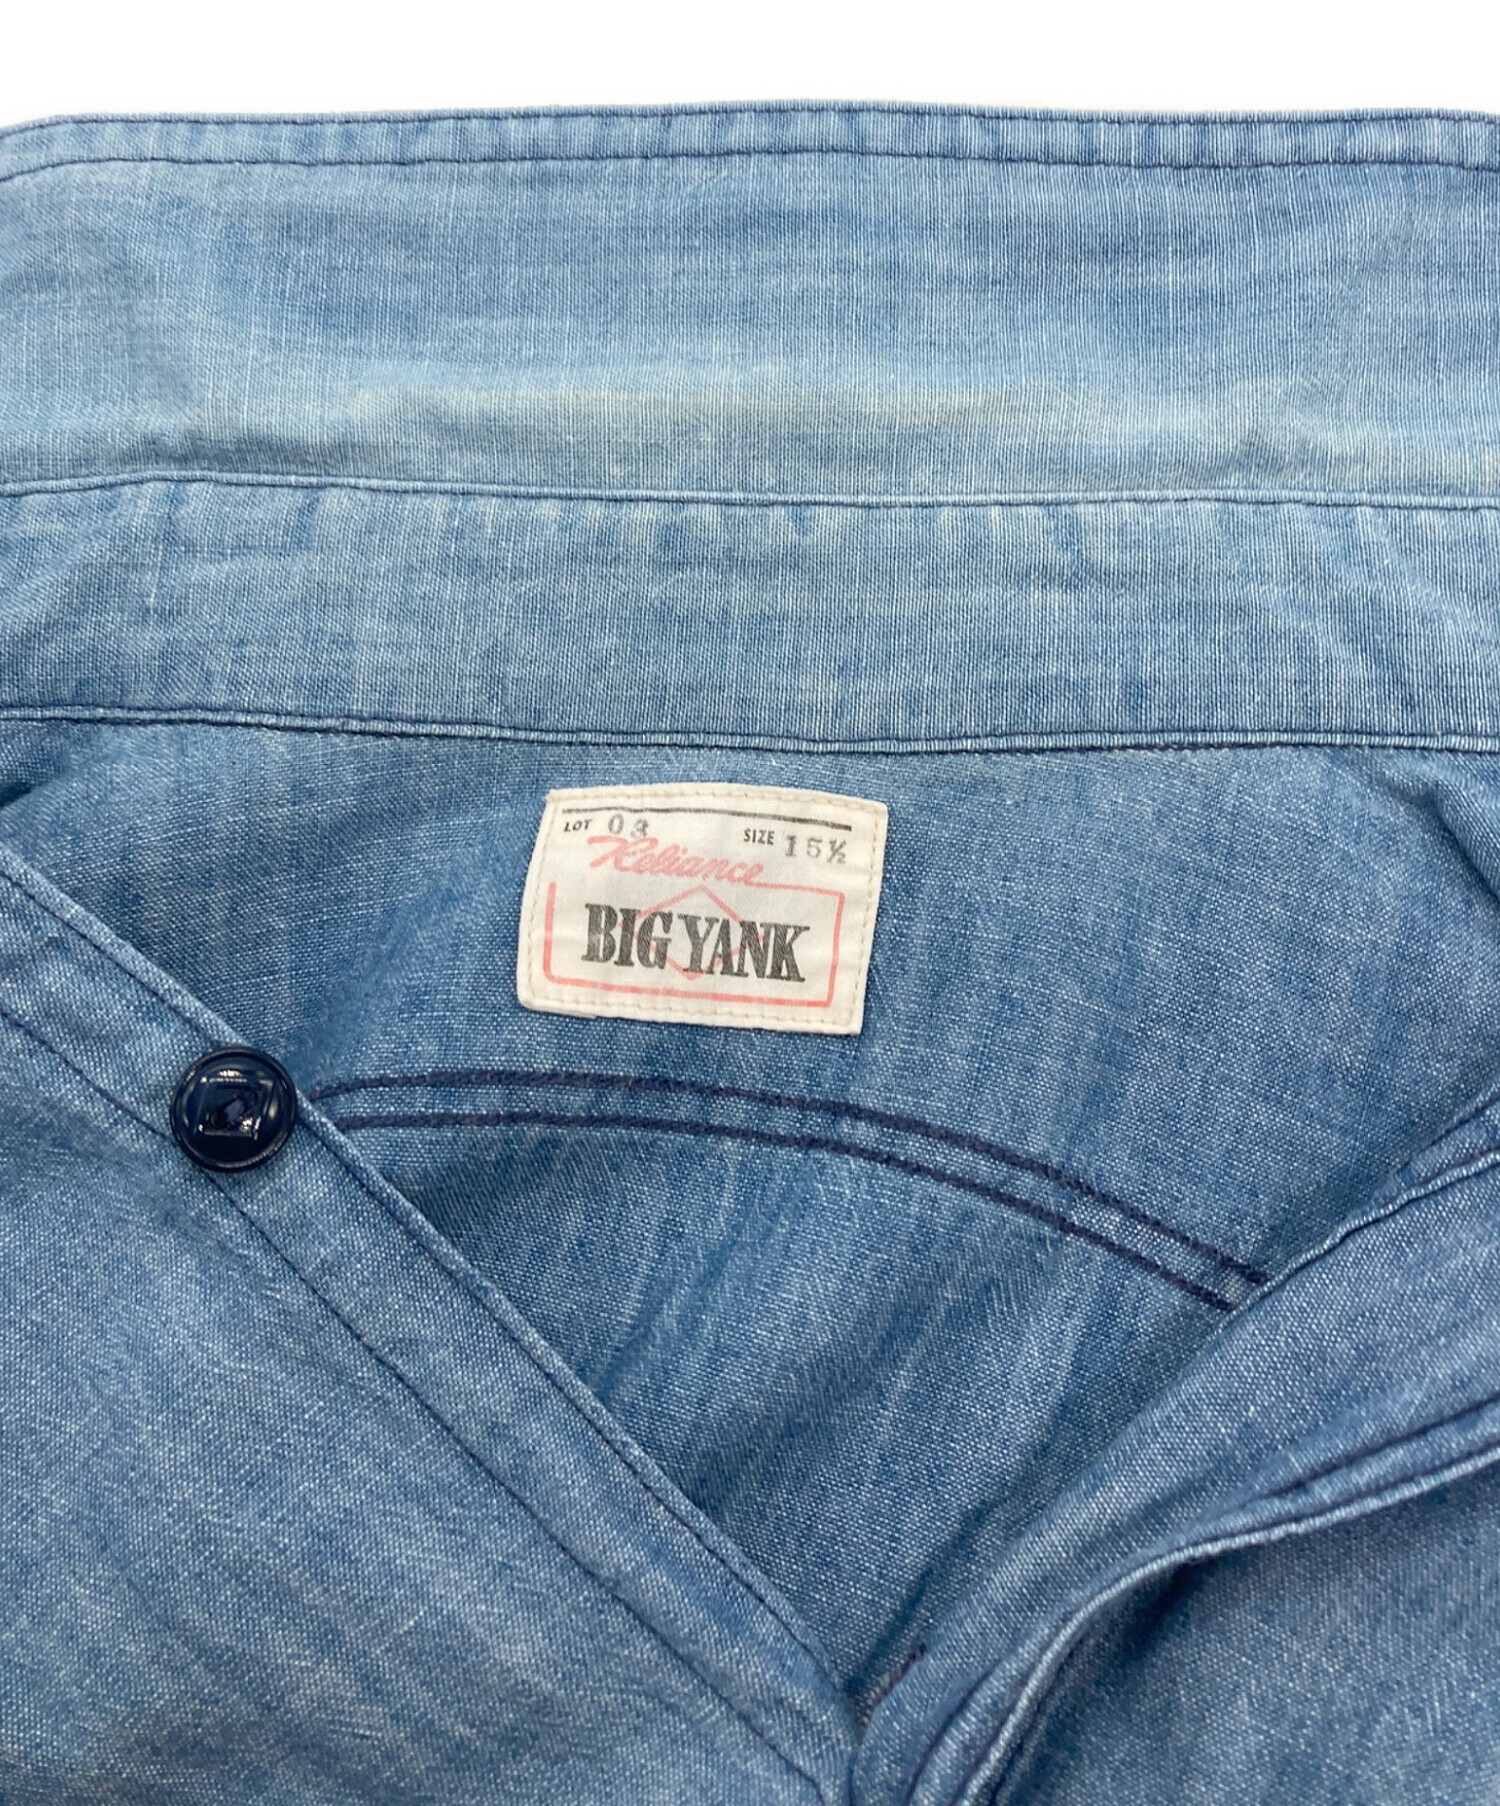 LOT 03 SIZE 15½
Reliance
BIG YANK